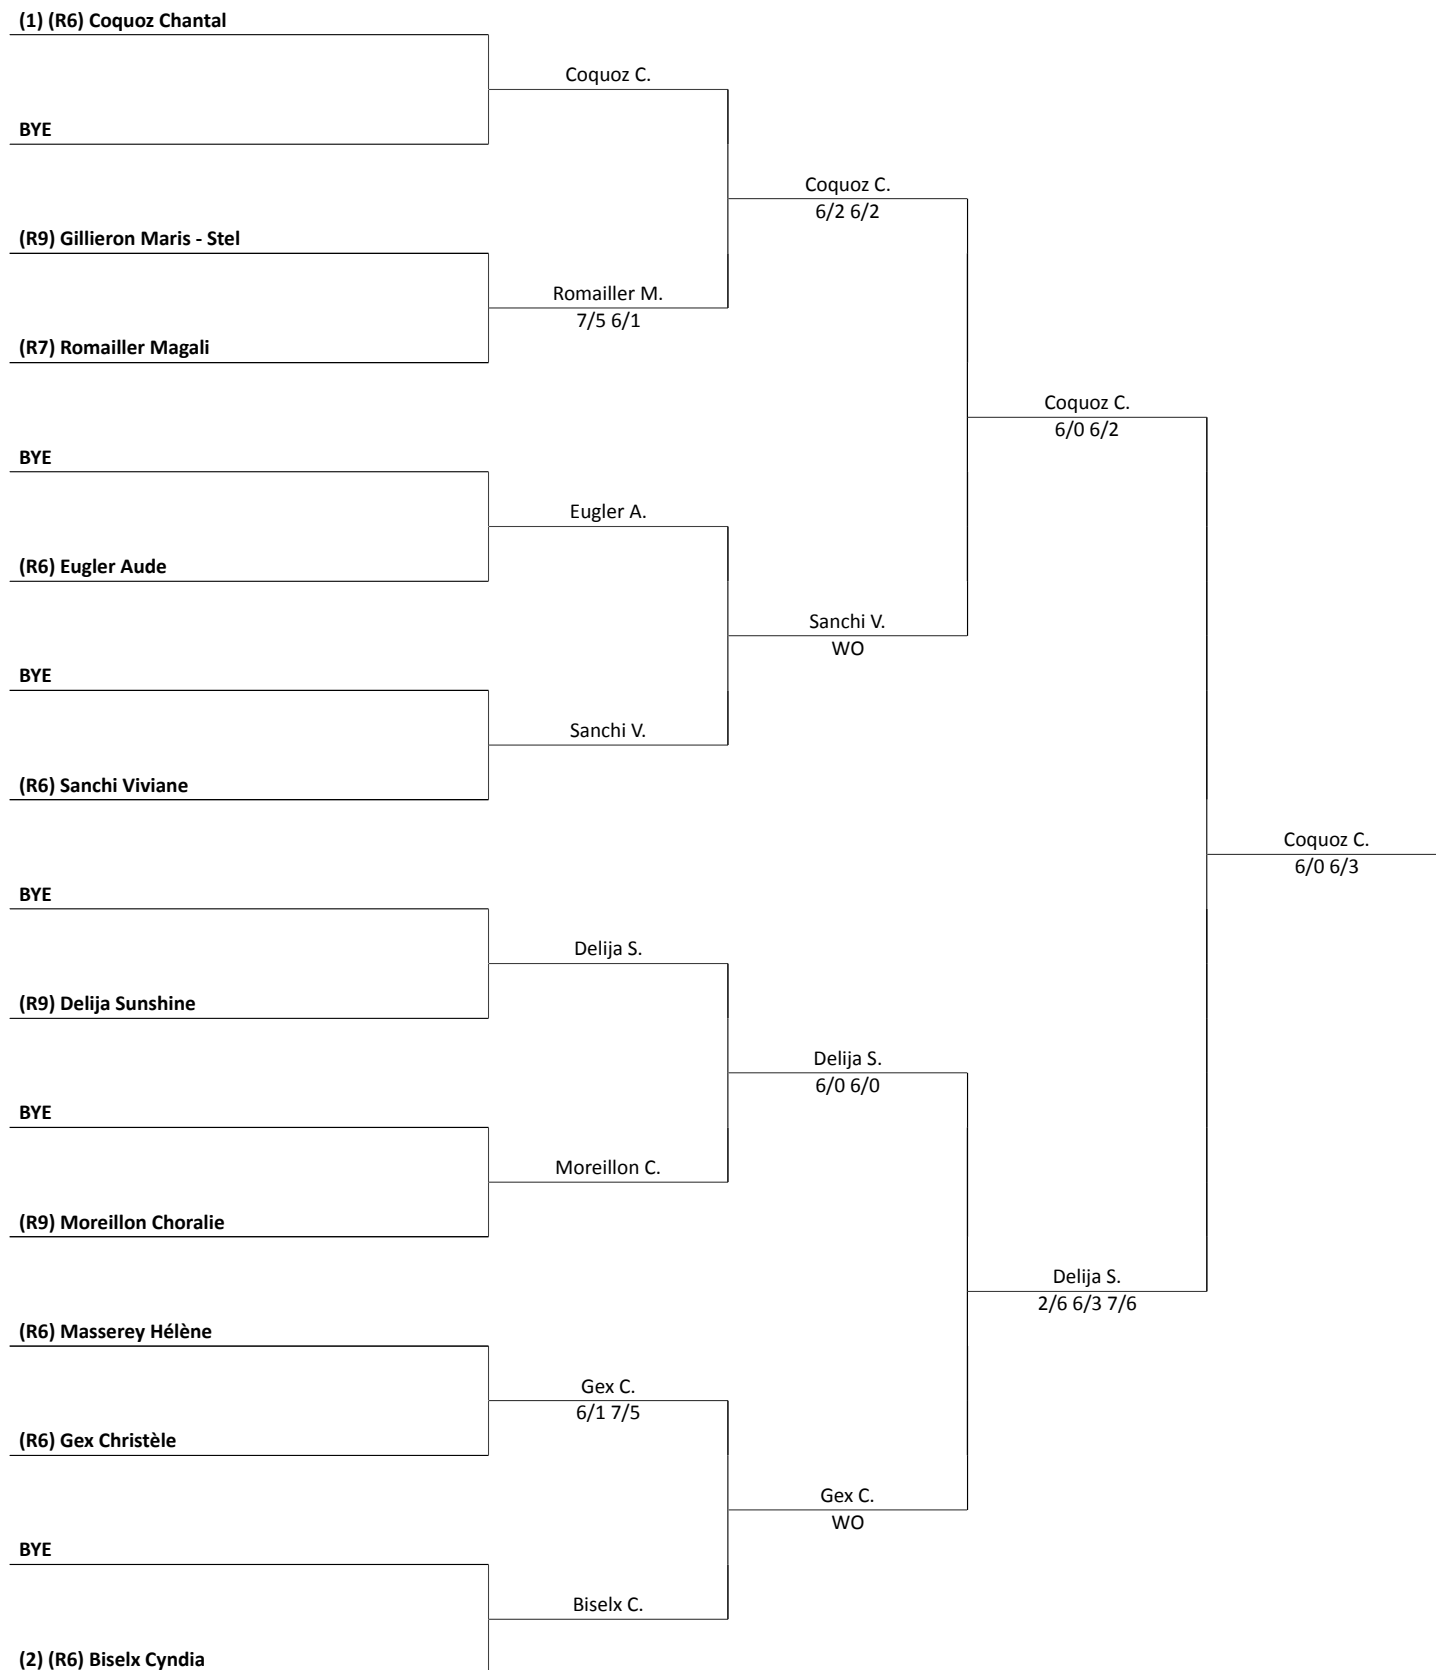 (1) (R6) Coquoz Chantal
Coquoz C.
BYE
Coquoz C.
6/2 6/2
(R9) Gillieron Maris - Stel
Romailler M.
7/5 6/1
(R7) Romailler Magali
Coquoz C.
6/0 6/2
BYE
Eugler A.
(R6) Eugler Aude
Sanchi V.
WO
BYE
Sanchi V.
(R6) Sanchi Viviane
Coquoz C.
6/0 6/3
BYE
Delija S.
(R9) Delija Sunshine
Delija S.
6/0 6/0
BYE
Moreillon C.
(R9) Moreillon Choralie
Delija S.
2/6 6/3 7/6
(R6) Masserey Hélène
Gex C.
6/1 7/5
(R6) Gex Christèle
Gex C.
WO
BYE
Biselx C.
(2) (R6) Biselx Cyndia